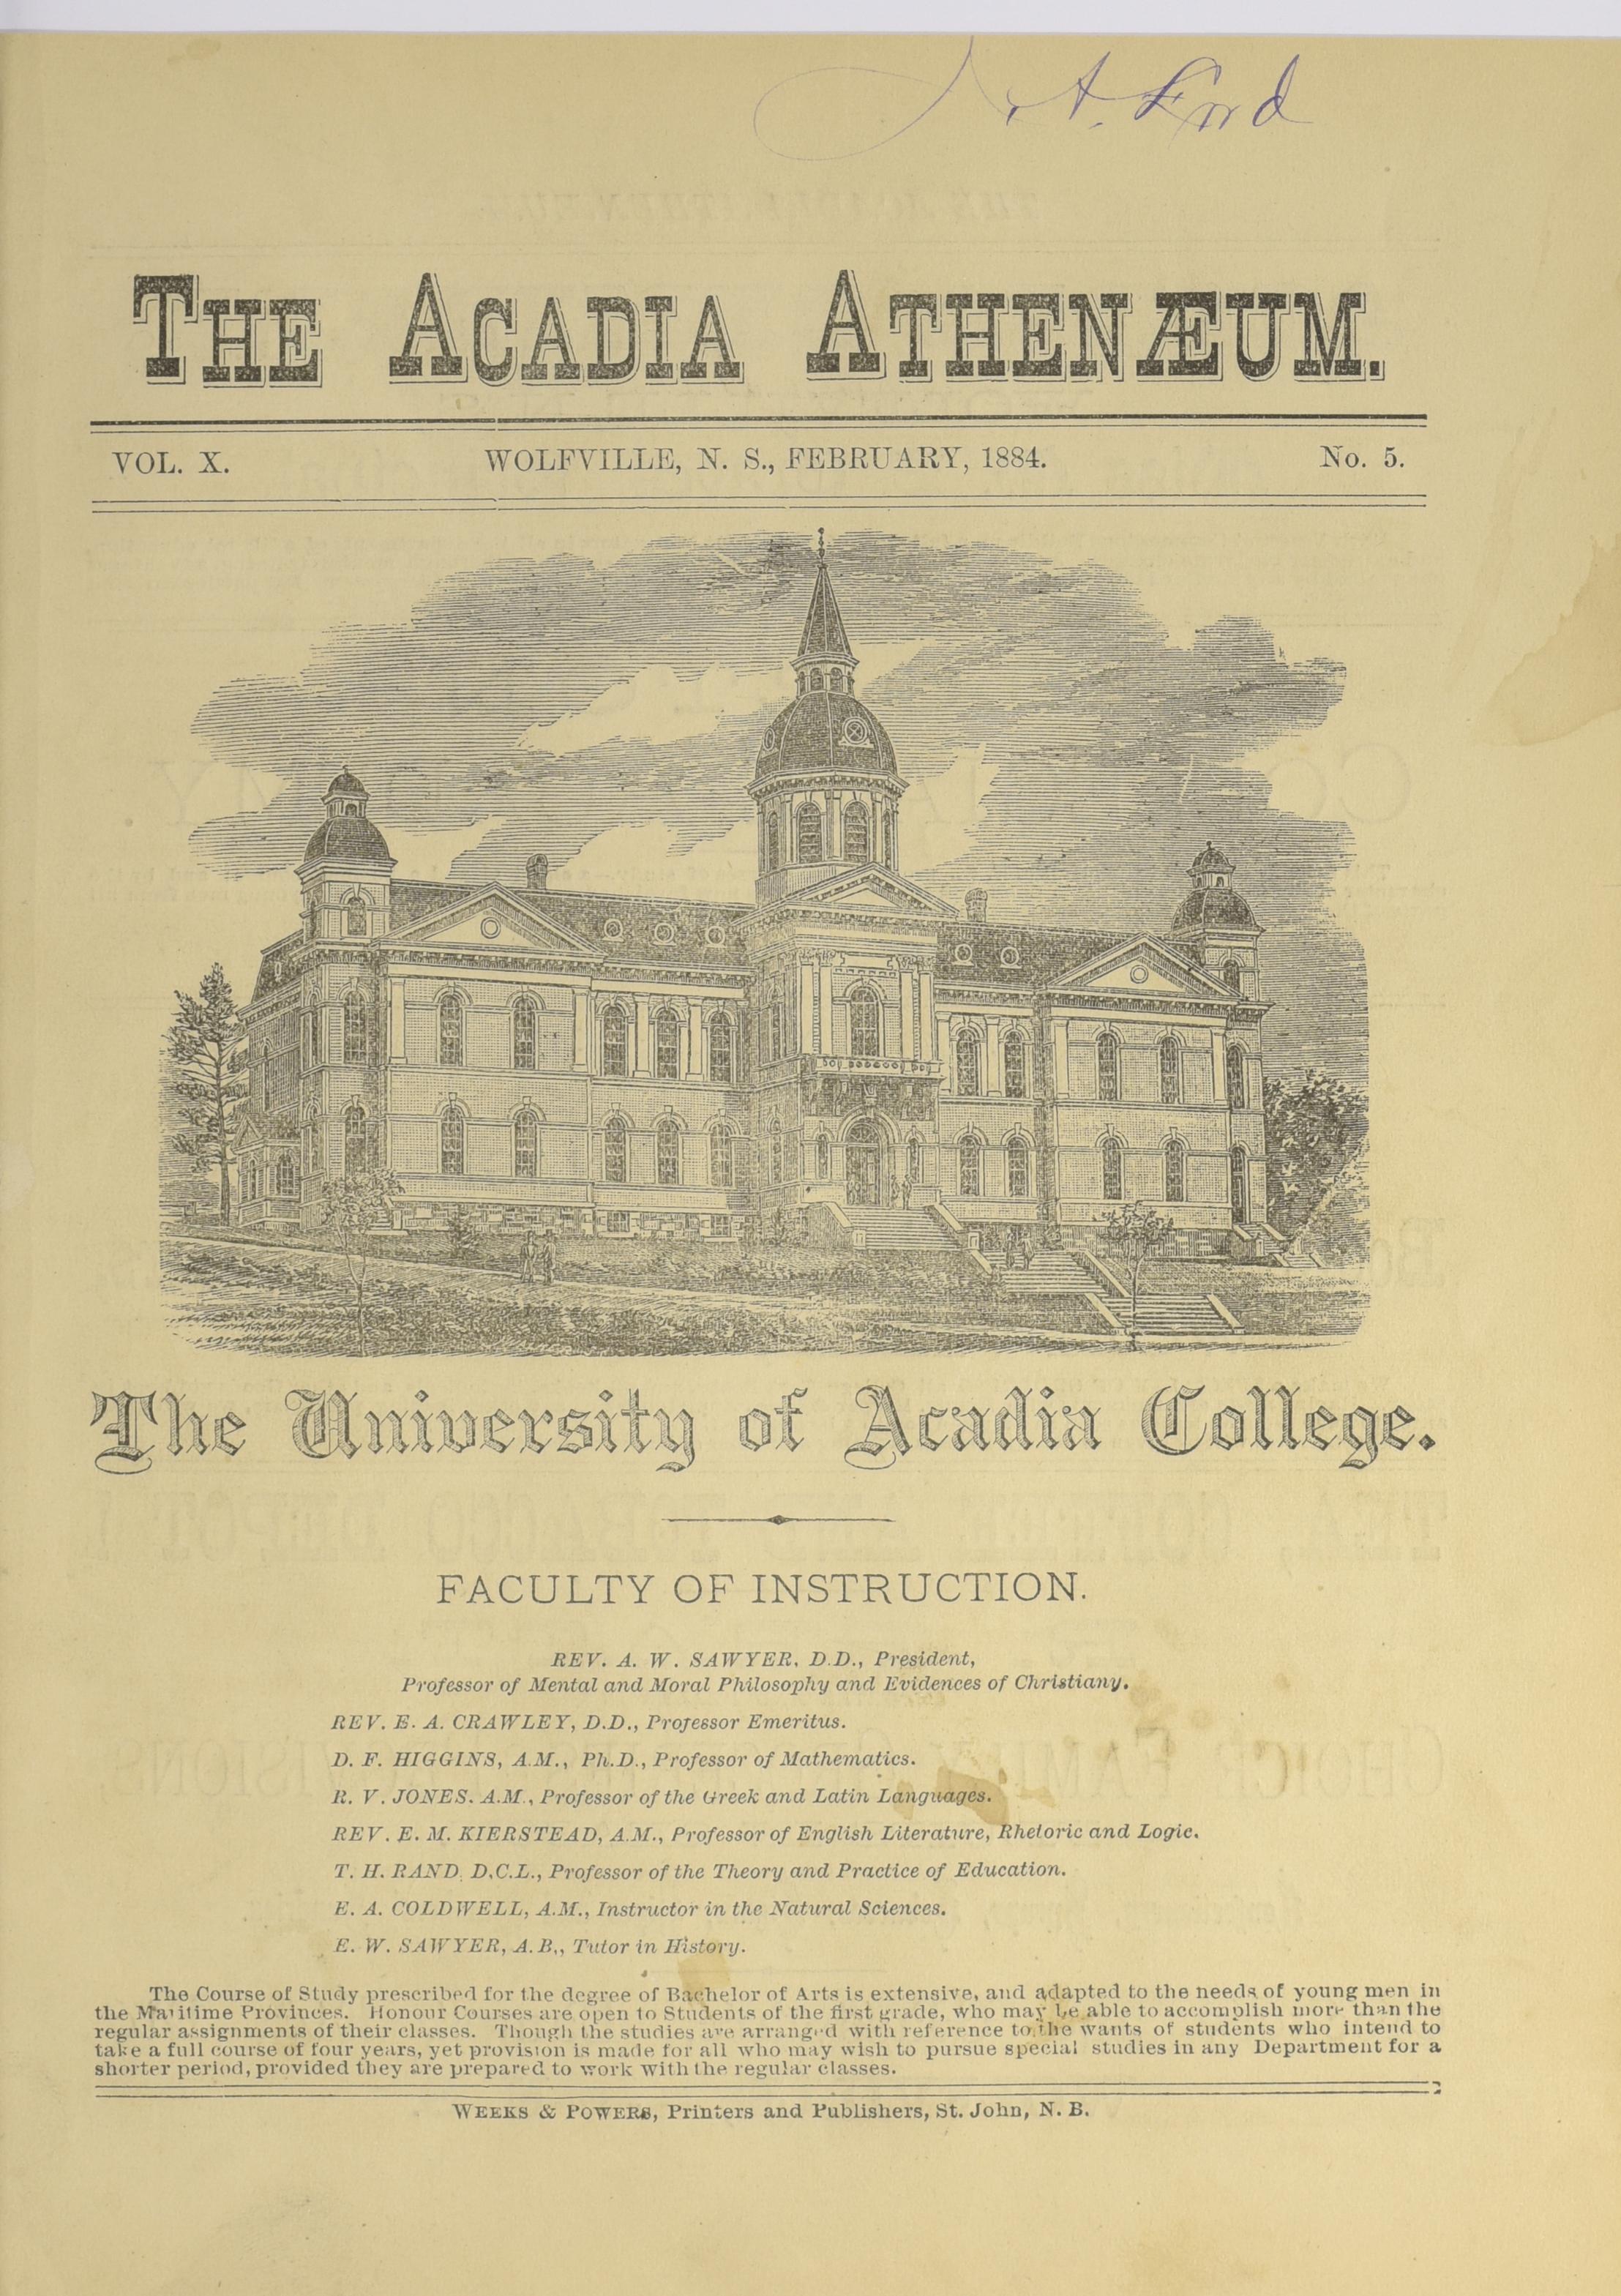 THE ACADIA ATHENÆUM.
VOL. X. WOLFVILLE, N. S., FEBRUARY, 1884. No. 5.
The University of Acadia College.
FACULTY OF INSTRUCTION.
REV. A. W. SAWYER, D.D., President,
Professor of Mental and Moral Philosophy and Evidences of Christiany.
REV. E. A. CRAWLEY, D.D., Professor Emeritus.
D. F. HIGGINS, A.M., Ph.D., Professor of Mathematics.
R. V. JONES. A.M., Professor of the Greek and Latin Languages.
REV. E. M. KIERSTEAD, A.M., Professor of English Literature, Rhetoric and Logic.
T. H. RAND, D.C.L., Professor of the Theory and Practice of Education.
E. A. COLDWELL, A.M., Instructor in the Natural Sciences.
E. W. SAWYER, A.B., Tutor in History.
The Course of Study prescribed for the degree of Bachelor of Arts is extensive, and adapted to the needs of young men in
the Maritime Provinces. Honour Courses are open to Students of the first grade, who may be able to accomplish more than the
regular assignments of their classes. Though the studies are arranged with reference to the wants of students who intend to
take a full course of four years, yet provision is made for all who may wish to pursue special studies in any Department for a
shorter period, provided they are prepared to work with the regular classes.
WEEKS & POWERS, Printers and Publishers, St. John, N. B.